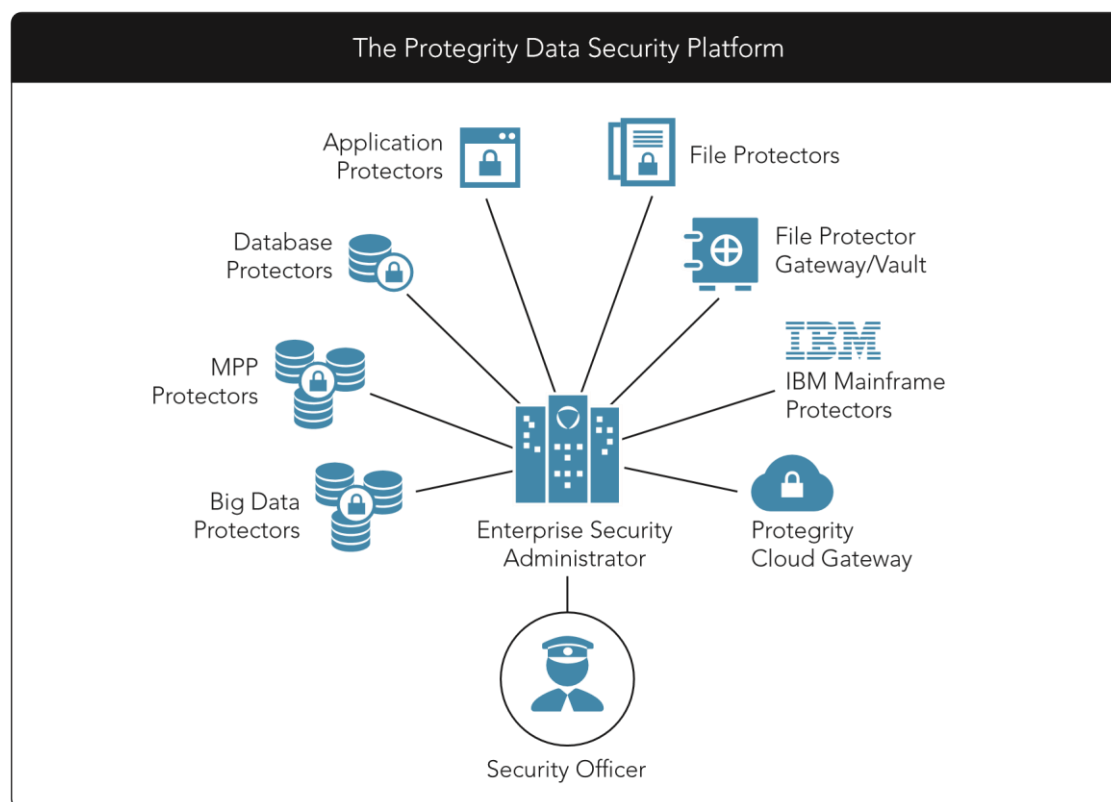 The Protegrity Data Security Platform
Application
Protectors
File Protectors
Database
Protectors
File Protector
Gateway/Vault
MPP
Protectors
IBM
IBM Mainframe
Protectors
Big Data
Protectors
Enterprise Security
Administrator
Protegrity
Cloud Gateway
Security Officer